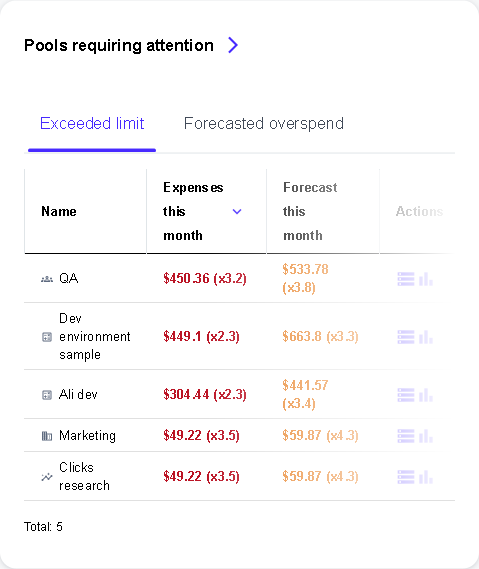 Pools requiring attention
Exceeded limit Forecasted overspend
Name Expenses this month Forecast this month Actions
QA $450.36 (x3.2) $533.78 (x3.8)
Dev environment sample $449.1 (x2.3) $663.8 (x3.3)
Ali dev $304.44 (x2.3) $441.57 (x3.4)
Marketing $49.22 (x3.5) $59.87 (x4.3)
Clicks research $49.22 (x3.5) $59.87 (x4.3)
Total: 5